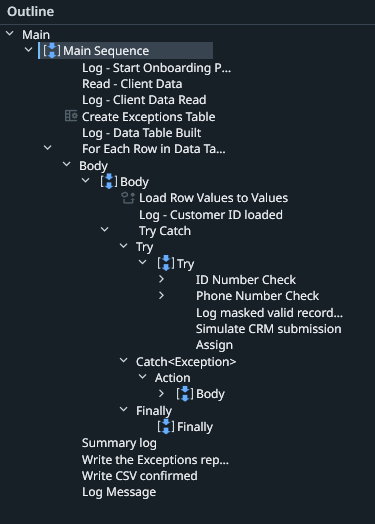 Outline
Main
Main Sequence
Log - Start Onboarding P...
Read - Client Data
Log - Client Data Read
Create Exceptions Table
Log - Data Table Built
For Each Row in Data Ta...
Body
Body
Load Row Values to Values
Log - Customer ID loaded
Try Catch
Try
Try
ID Number Check
Phone Number Check
Log masked valid record...
Simulate CRM submission
Assign
Catch<Exception>
Action
Body
Finally
Finally
Summary log
Write the Exceptions rep...
Write CSV confirmed
Log Message